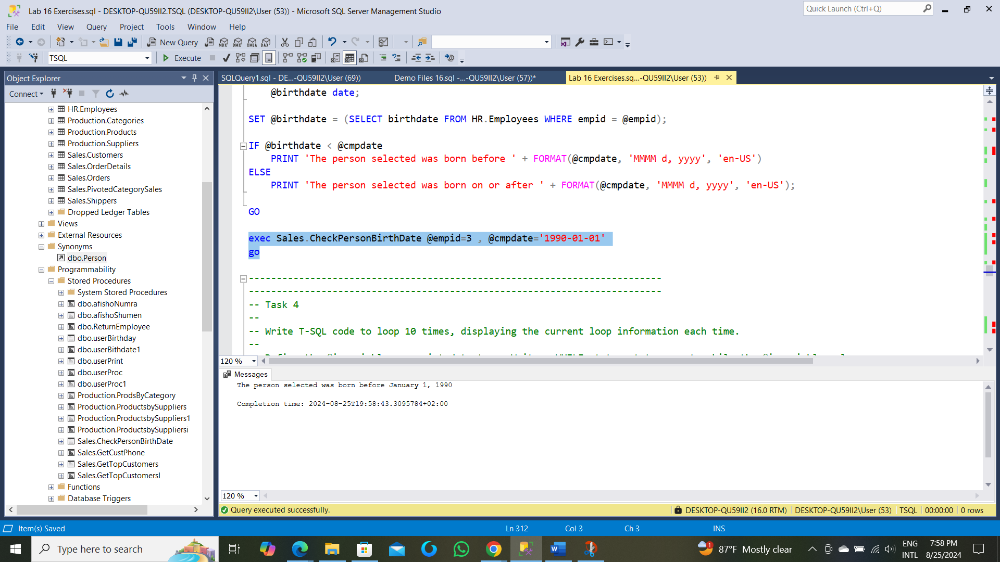 Lab 16 Exercises.sql - DESKTOP-QU59II2.TSQL (DESKTOP-QU59II2\User (53)) - Microsoft SQL Server Management Studio
Quick Launch (Ctrl+Q)
File Edit View Query Project Tools Window Help
New Query
MDX DMX XMLA DAX
TSQL
Execute
Object Explorer
SQLQuery1.sql - DE...-QU59II2\User (69))
Demo Files 16.sql -...-QU59II2\User (57))*
Lab 16 Exercises.sq...-QU59II2\User (53))
Connect
HR.Employees
Production.Categories
Production.Products
Production.Suppliers
Sales.Customers
Sales.OrderDetails
Sales.Orders
Sales.PivotedCategorySales
Sales.Shippers
Dropped Ledger Tables
Views
External Resources
Synonyms
dbo.Person
Programmability
Stored Procedures
System Stored Procedures
dbo.afishoNumra
dbo.afishoShumën
dbo.ReturnEmployee
dbo.userBirthday
dbo.userBithdate1
dbo.userPrint
dbo.userProc
dbo.userProc1
Production.ProdsByCategory
Production.ProductsbySuppliers
Production.ProductsbySuppliers1
Production.ProductsbySuppliersi
Sales.CheckPersonBirthDate
Sales.GetCustPhone
Sales.GetTopCustomers
Sales.GetTopCustomersI
Functions
Database Triggers
@birthdate date;
SET @birthdate = (SELECT birthdate FROM HR.Employees WHERE empid = @empid);
IF @birthdate < @cmpdate
PRINT 'The person selected was born before ' + FORMAT(@cmpdate, 'MMMM d, yyyy', 'en-US')
ELSE
PRINT 'The person selected was born on or after ' + FORMAT(@cmpdate, 'MMMM d, yyyy', 'en-US');
GO
exec Sales.CheckPersonBirthDate @empid=3 , @cmpdate='1990-01-01'
go
--------------------------------------------------------------------------
--------------------------------------------------------------------------
-- Task 4
--
-- Write T-SQL code to loop 10 times, displaying the current loop information each time.
--
120 %
Messages
The person selected was born before January 1, 1990
Completion time: 2024-08-25T19:58:43.3095784+02:00
120 %
Query executed successfully.
DESKTOP-QU59II2 (16.0 RTM) DESKTOP-QU59II2\User (53) TSQL 00:00:00 0 rows
Item(s) Saved
Ln 312 Col 3 Ch 3 INS
Type here to search
1
87°F Mostly clear
ENG
INTL
7:58 PM
8/25/2024